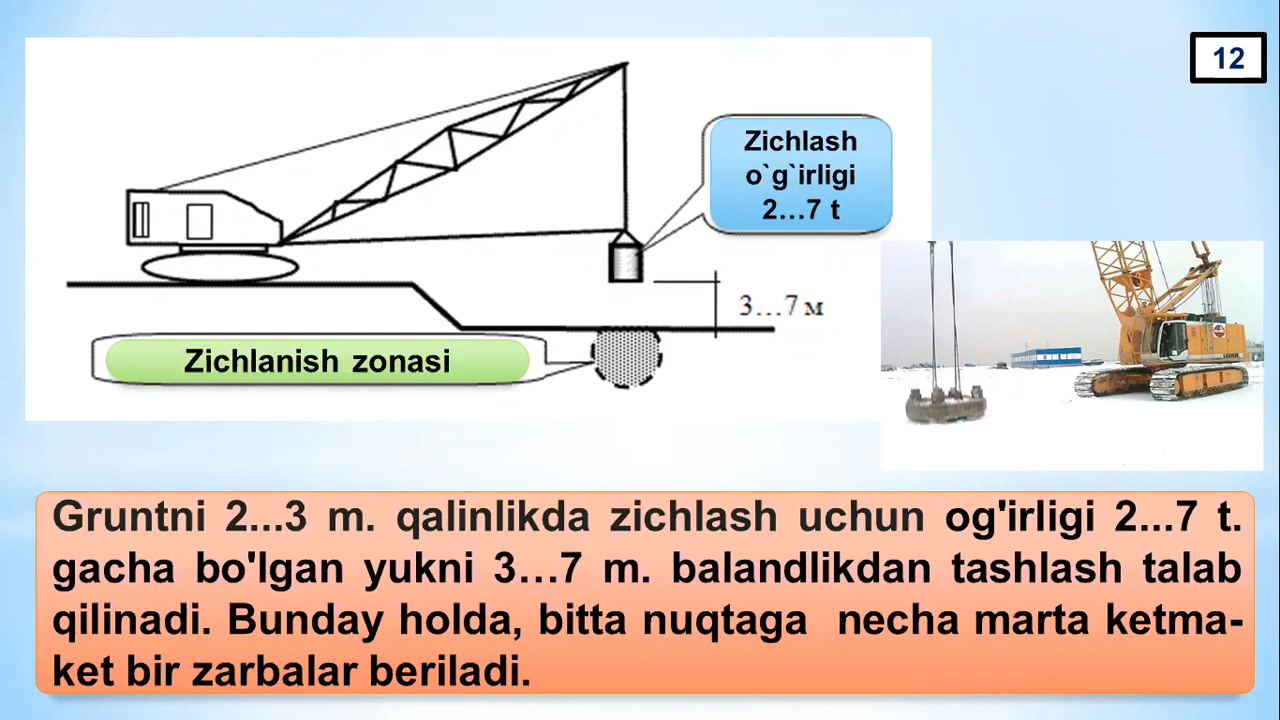 12
Zichlash
o`g`irligi
2…7 t
3…7 м
Zichlanish zonasi
Gruntni 2...3 m. qalinlikda zichlash uchun og'irligi 2...7 t.
gacha bo'lgan yukni 3…7 m. balandlikdan tashlash talab
qilinadi. Bunday holda, bitta nuqtaga necha marta ketma-
ket bir zarbalar beriladi.